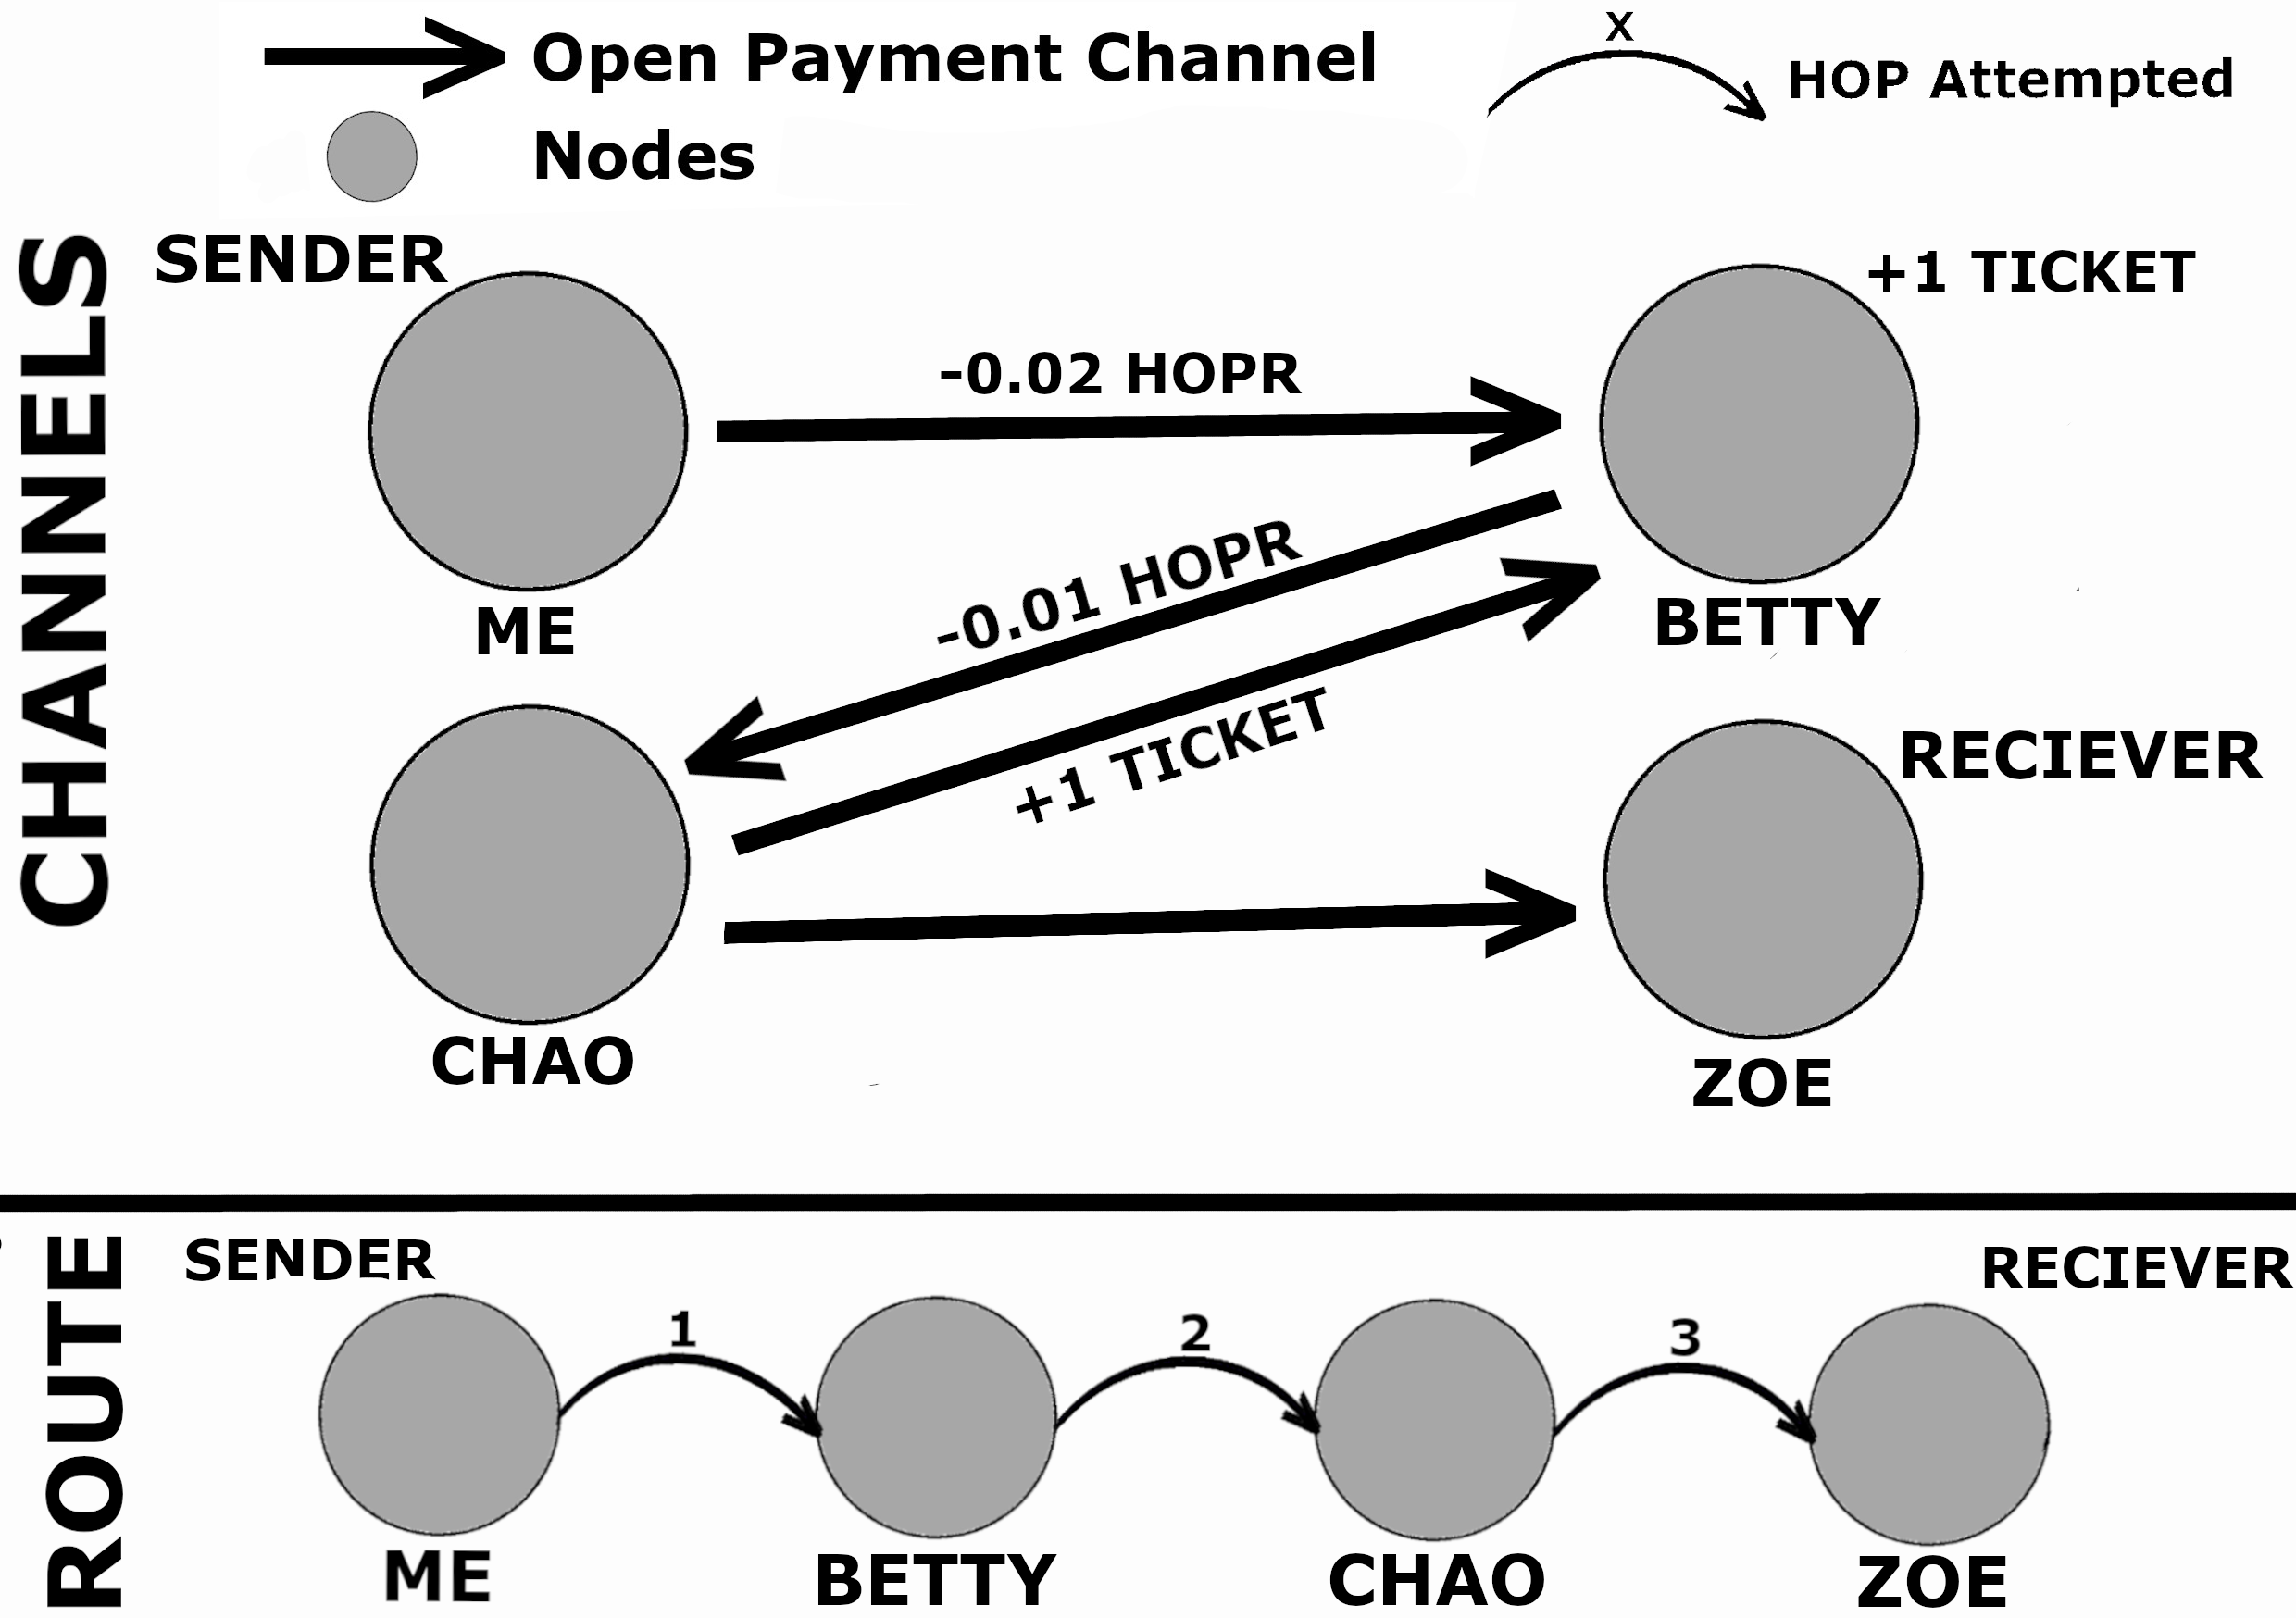 Open Payment Channel
X
HOP Attempted
Nodes
CHANNELS
SENDER
+1 TICKET
-0.02 HOPR
ME
BETTY
-0.01 HOPR
+1 TICKET
RECIEVER
CHAO
ZOE
ROUTE
SENDER
RECIEVER
1
2
3
ME
BETTY
CHAO
ZOE